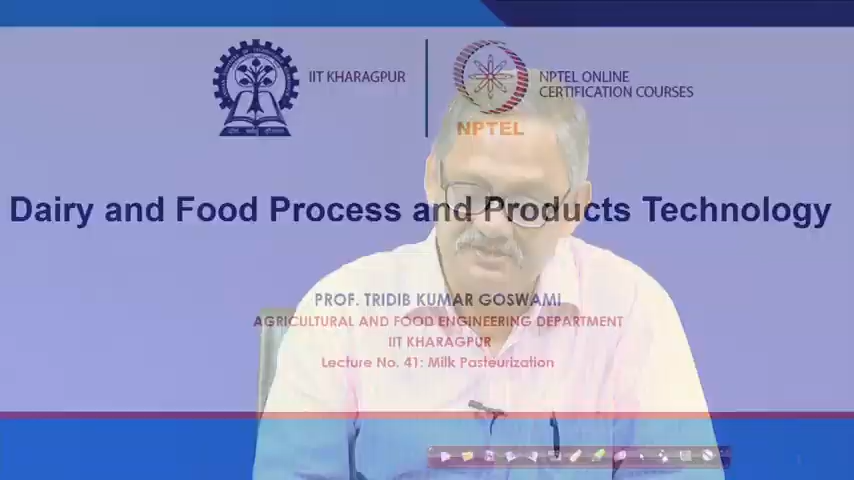 IIT KHARAGPUR
NPTEL ONLINE
CERTIFICATION COURSES
NPTEL
Dairy and Food Process and Products Technology
PROF. TRIDIB KUMAR GOSWAMI
AGRICULTURAL AND FOOD ENGINEERING DEPARTMENT
IIT KHARAGPUR
Lecture No. 41: Milk Pasteurization